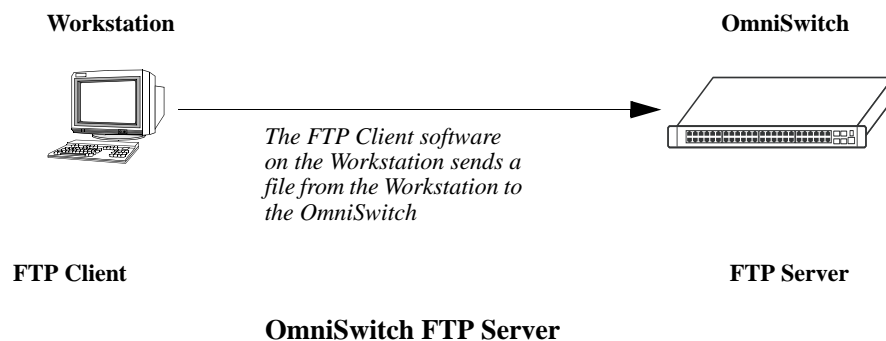 Workstation
OmniSwitch
The FTP Client software
on the Workstation sends a
file from the Workstation to
the OmniSwitch
FTP Client
FTP Server
OmniSwitch FTP Server